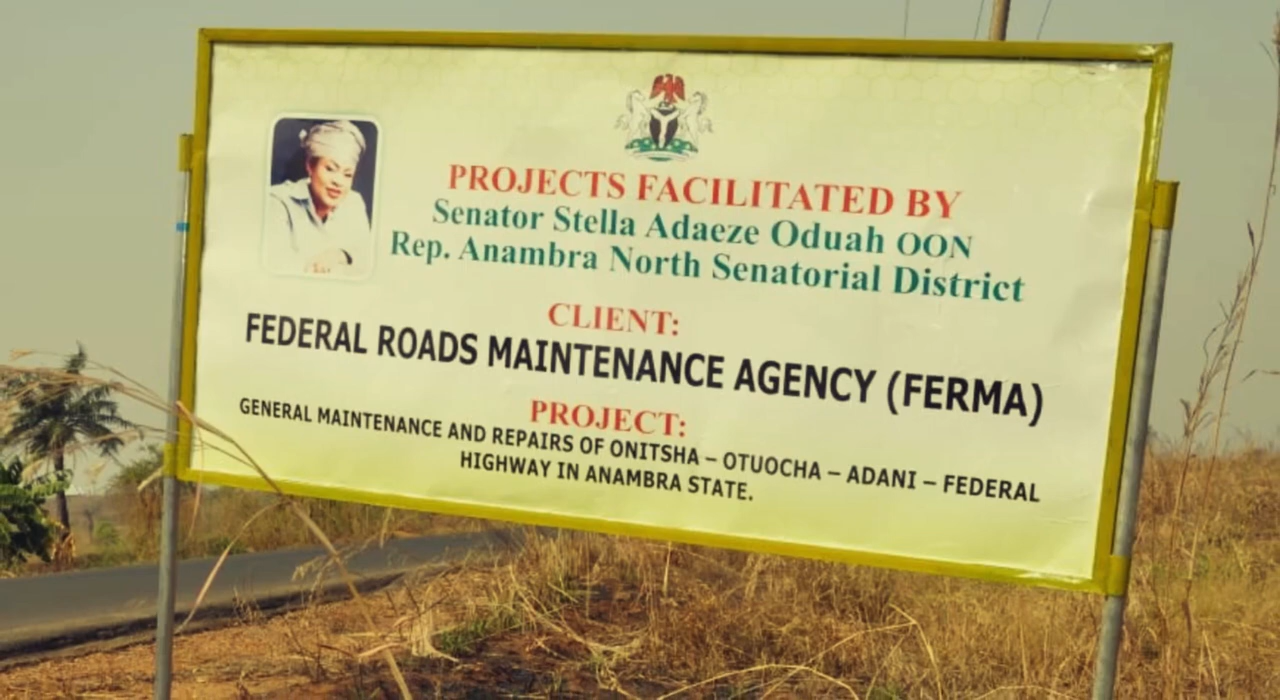 PROJECTS FACILITATED BY
Senator Stella Adaeze Oduah OON
Rep. Anambra North Senatorial District
CLIENT:
FEDERAL ROADS MAINTENANCE AGENCY (FERMA)
PROJECT:
GENERAL MAINTENANCE AND REPAIRS OF ONITSHA – OTUOCHA – ADANI – FEDERAL
HIGHWAY IN ANAMBRA STATE.